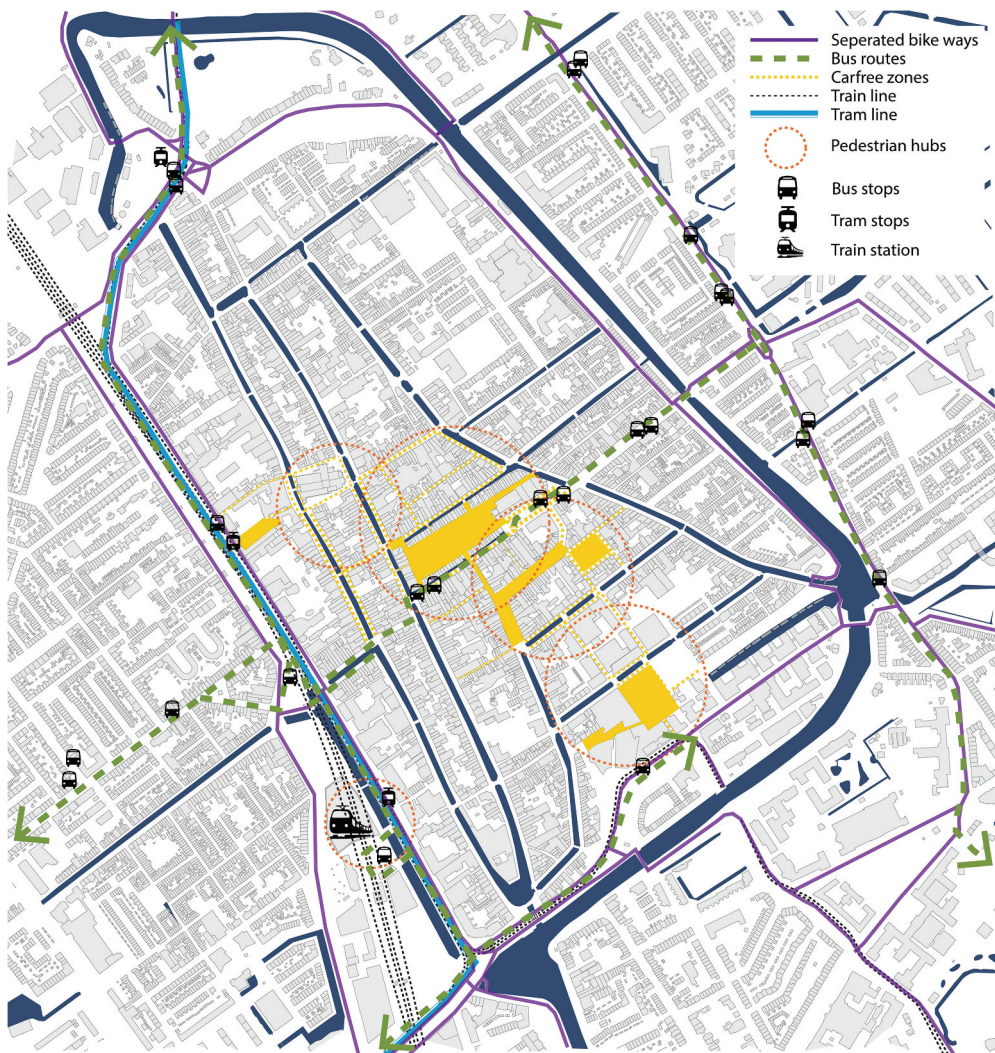 Seperated bike ways
Bus routes
Carfree zones
Train line
Tram line
Pedestrian hubs
Bus stops
Tram stops
Train station